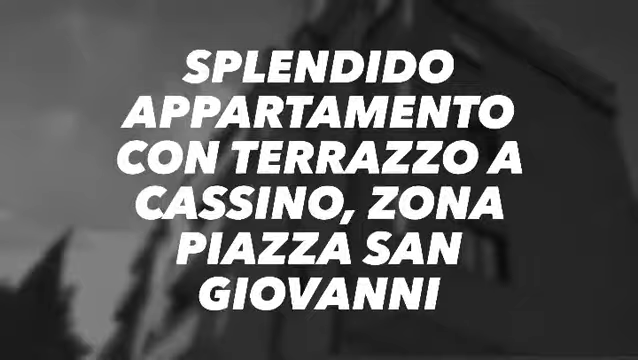 SPLENDIDO
APPARTAMENTO
CON TERRAZZO A
CASSINO, ZONA
PIAZZA SAN
GIOVANNI